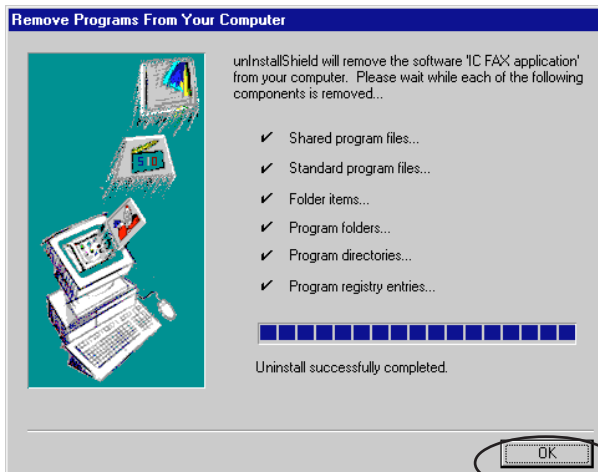 Remove Programs From Your Computer
unInstallShield will remove the software 'IC FAX application'
from your computer. Please wait while each of the following
components is removed...
✔ Shared program files...
✔ Standard program files...
✔ Folder items...
✔ Program folders...
✔ Program directories...
✔ Program registry entries...
Uninstall successfully completed.
OK